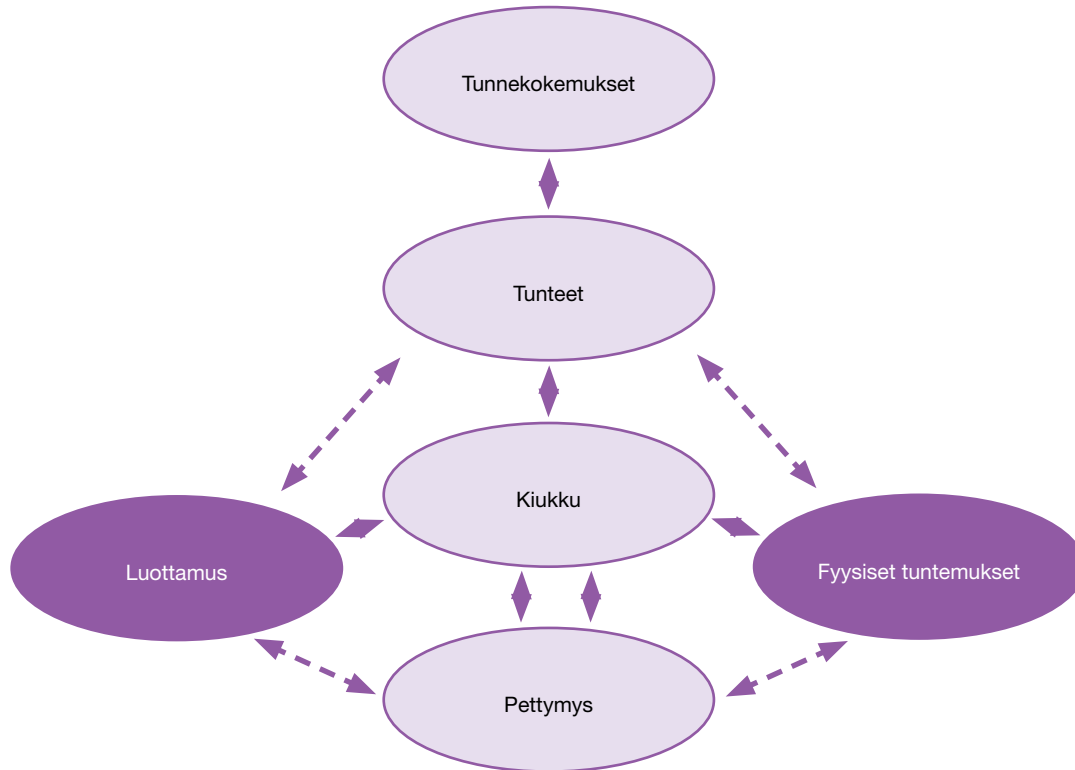 Tunnekokemukset
Tunteet
Kiukku
Luottamus
Fyysiset tuntemukset
Pettymys